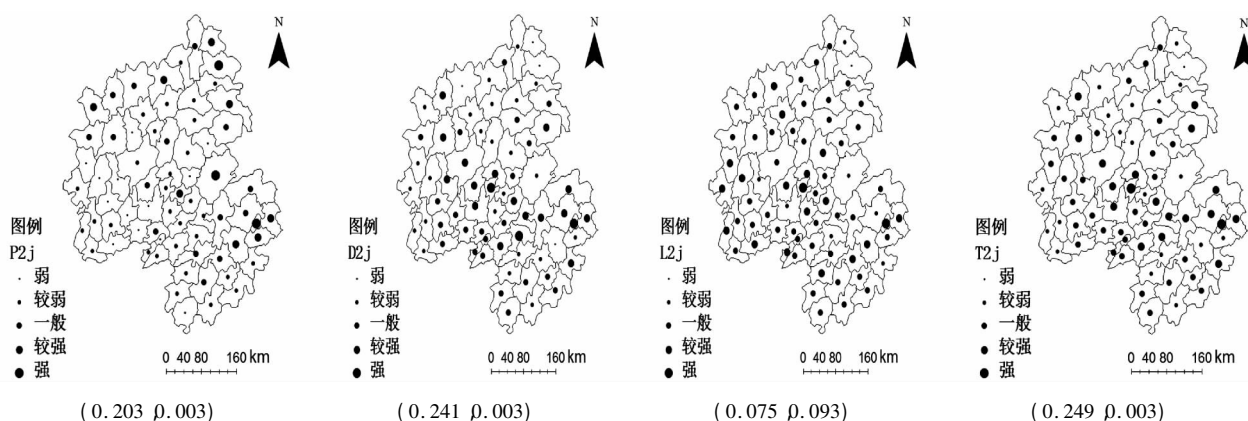 N
图例
P2j
弱
较弱
一般
较强
强
0 40 80 160 km
(0.203 ,0.003)
N
图例
D2j
弱
较弱
一般
较强
强
0 40 80 160 km
(0.241 ,0.003)
N
图例
L2j
弱
较弱
一般
较强
强
0 40 80 160 km
(0.075 ,0.093)
N
图例
T2j
弱
较弱
一般
较强
强
0 40 80 160 km
(0.249 ,0.003)